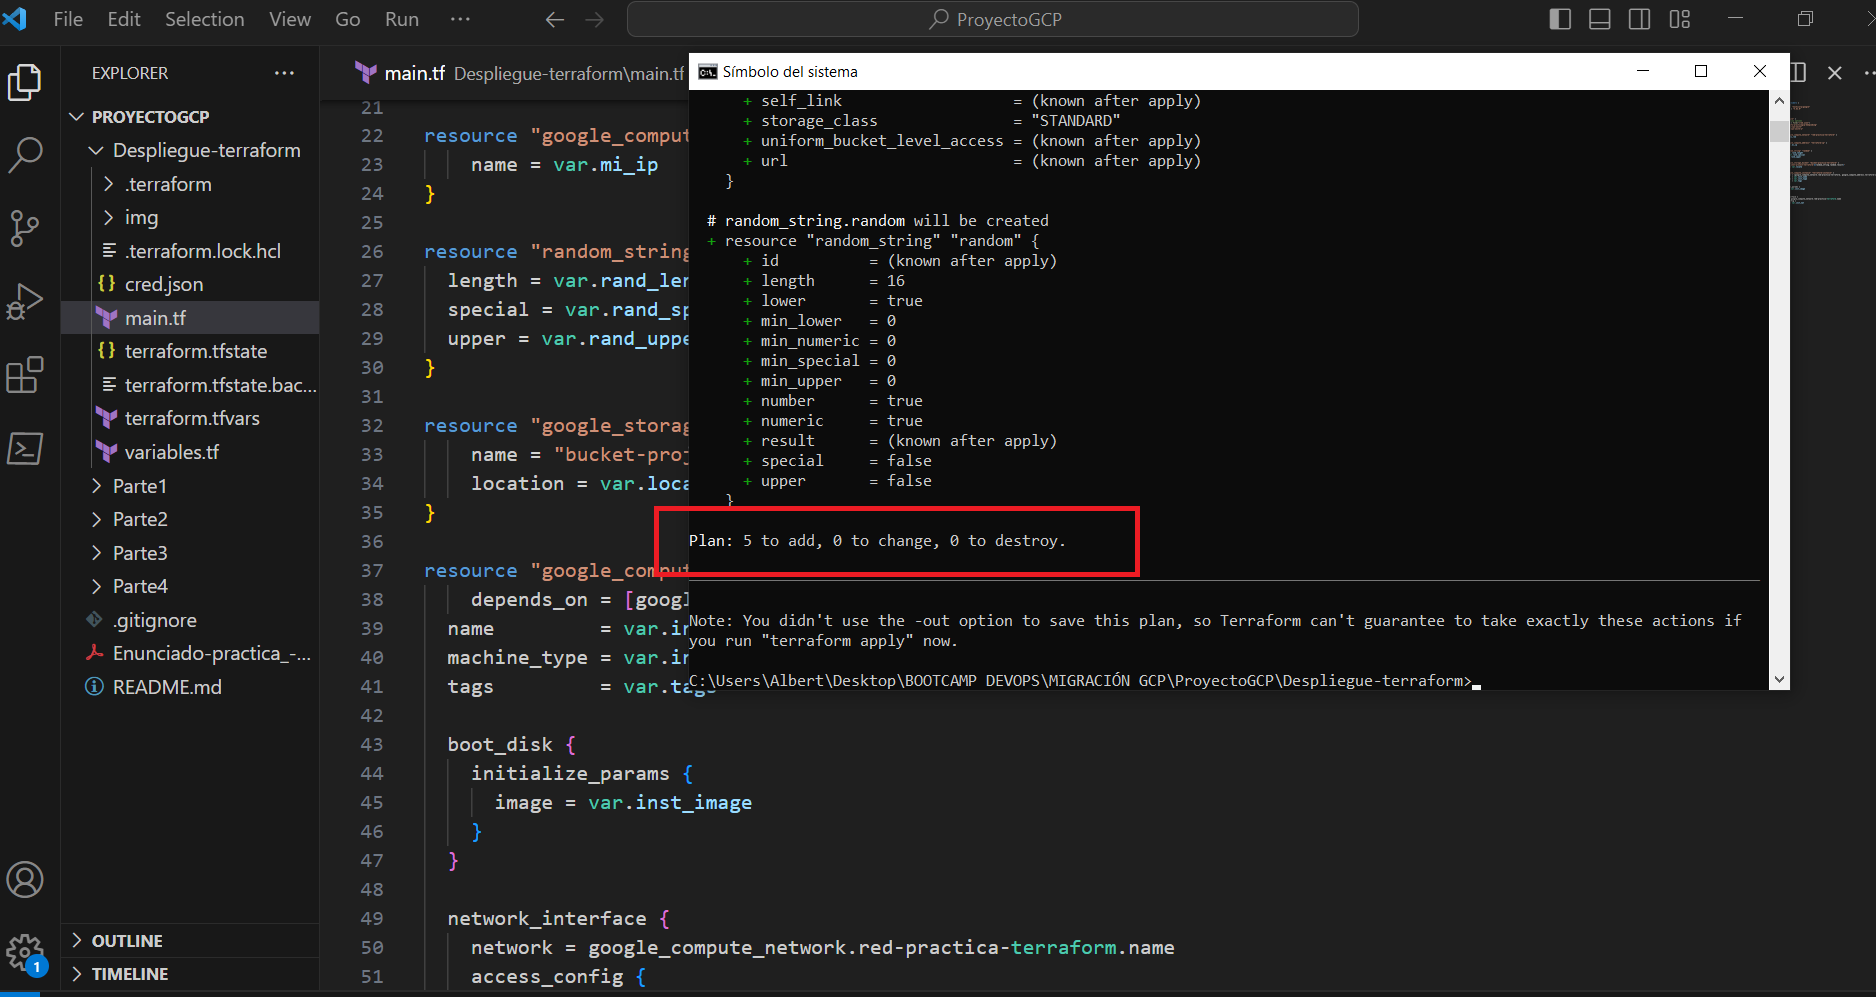 File Edit Selection View Go Run ··· ProyectoGCP
EXPLORER ···
PROYECTOGCP
Despliegue-terraform
.terraform
img
.terraform.lock.hcl
{} cred.json
main.tf
{} terraform.tfstate
terraform.tfstate.bac...
terraform.tfvars
variables.tf
Parte1
Parte2
Parte3
Parte4
.gitignore
Enunciado-practica_-...
README.md
OUTLINE
TIMELINE
1
main.tf Despliegue-terraform\main.tf
21
22 resource "google_comput
23 name = var.mi_ip
24 }
25
26 resource "random_string
27 length = var.rand_ler
28 special = var.rand_sp
29 upper = var.rand_uppe
30 }
31
32 resource "google_storag
33 name = "bucket-proj
34 location = var.loca
35 }
36
37 resource "google_comput
38 depends_on = [googl
39 name = var.in
40 machine_type = var.in
41 tags = var.tags
42
43 boot_disk {
44 initialize_params {
45 image = var.inst_image
46 }
47 }
48
49 network_interface {
50 network = google_compute_network.red-practica-terraform.name
51 access_config {
C:\. Símbolo del sistema
+ self_link = (known after apply)
+ storage_class = "STANDARD"
+ uniform_bucket_level_access = (known after apply)
+ url = (known after apply)
}
# random_string.random will be created
+ resource "random_string" "random" {
+ id = (known after apply)
+ length = 16
+ lower = true
+ min_lower = 0
+ min_numeric = 0
+ min_special = 0
+ min_upper = 0
+ number = true
+ numeric = true
+ result = (known after apply)
+ special = false
+ upper = false
}
Plan: 5 to add, 0 to change, 0 to destroy.
Note: You didn't use the -out option to save this plan, so Terraform can't guarantee to take exactly these actions if
you run "terraform apply" now.
C:\Users\Albert\Desktop\BOOTCAMP DEVOPS\MIGRACIÓN GCP\ProyectoGCP\Despliegue-terraform>